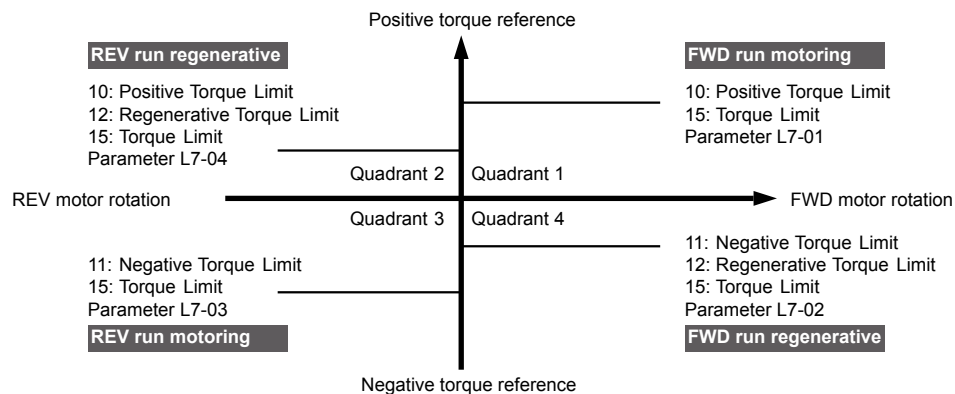 Positive torque reference
REV run regenerative
10: Positive Torque Limit
12: Regenerative Torque Limit
15: Torque Limit
Parameter L7-04
FWD run motoring
10: Positive Torque Limit
15: Torque Limit
Parameter L7-01
Quadrant 2
Quadrant 1
REV motor rotation
FWD motor rotation
Quadrant 3
Quadrant 4
11: Negative Torque Limit
15: Torque Limit
Parameter L7-03
REV run motoring
11: Negative Torque Limit
12: Regenerative Torque Limit
15: Torque Limit
Parameter L7-02
FWD run regenerative
Negative torque reference